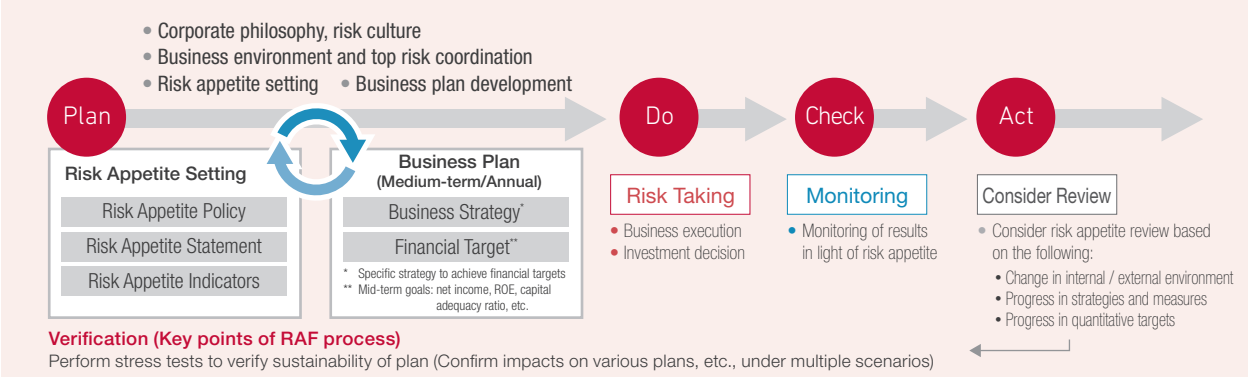 • Corporate philosophy, risk culture
• Business environment and top risk coordination
• Risk appetite setting • Business plan development
Plan
Do
Check
Act
Risk Appetite Setting
Risk Appetite Policy
Risk Appetite Statement
Risk Appetite Indicators
Business Plan
(Medium-term/Annual)
Business Strategy*
Financial Target**
* Specific strategy to achieve financial targets
** Mid-term goals: net income, ROE, capital
adequacy ratio, etc.
Risk Taking
• Business execution
• Investment decision
Monitoring
• Monitoring of results
in light of risk appetite
Consider Review
• Consider risk appetite review based
on the following:
• Change in internal / external environment
• Progress in strategies and measures
• Progress in quantitative targets
Verification (Key points of RAF process)
Perform stress tests to verify sustainability of plan (Confirm impacts on various plans, etc., under multiple scenarios)